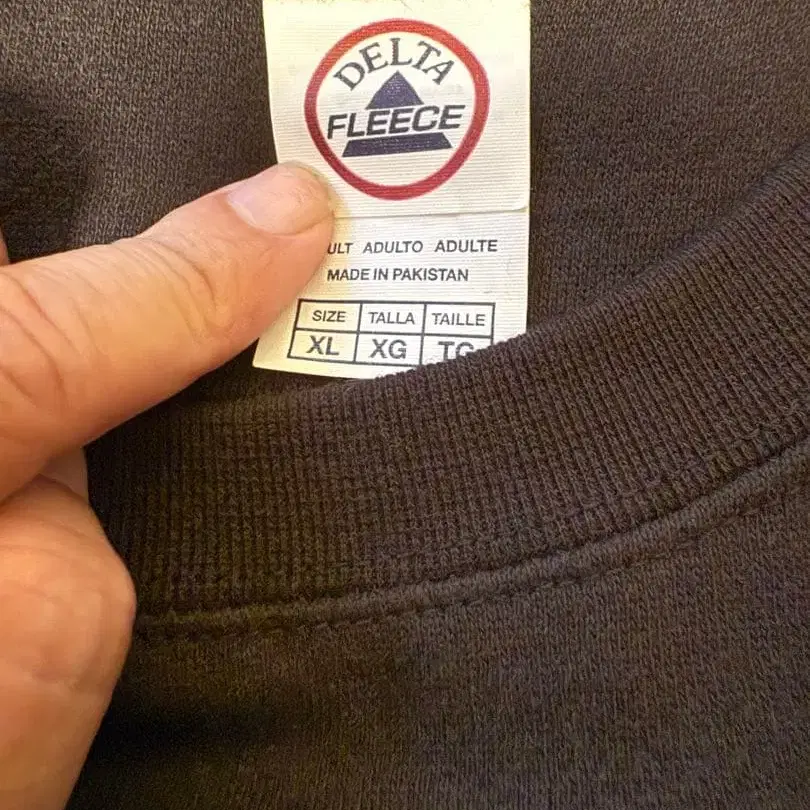 DELTA
FLEECE
ULT ADULTO ADULTE
MADE IN PAKISTAN
SIZE TALLA TAILLE
XL XG TG